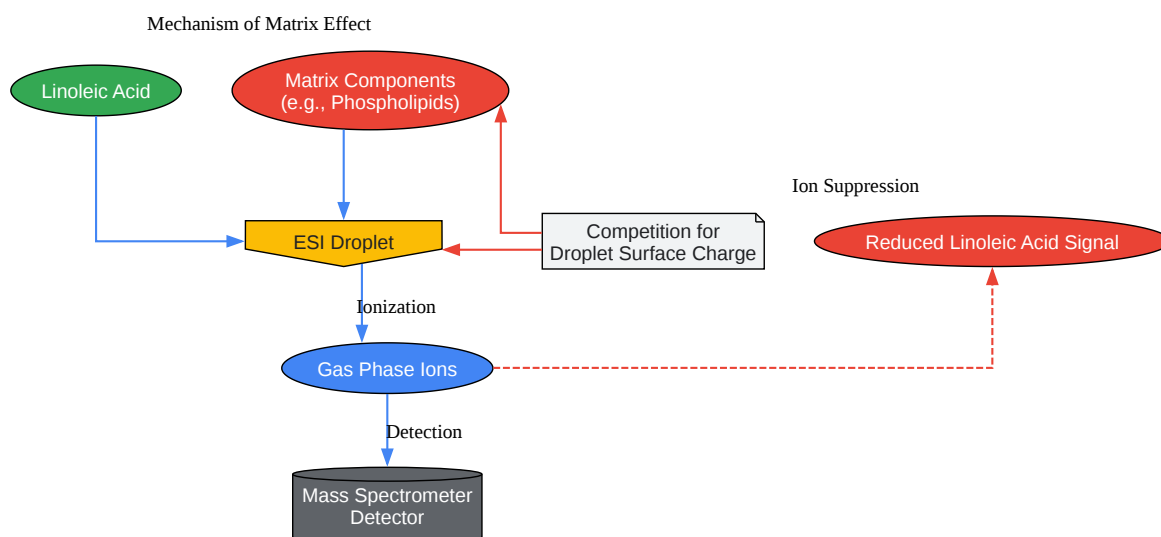 Mechanism of Matrix Effect
Linoleic Acid
Matrix Components
(e.g., Phospholipids)
Ion Suppression
ESI Droplet
Competition for
Droplet Surface Charge
Reduced Linoleic Acid Signal
Ionization
Gas Phase Ions
Detection
Mass Spectrometer
Detector